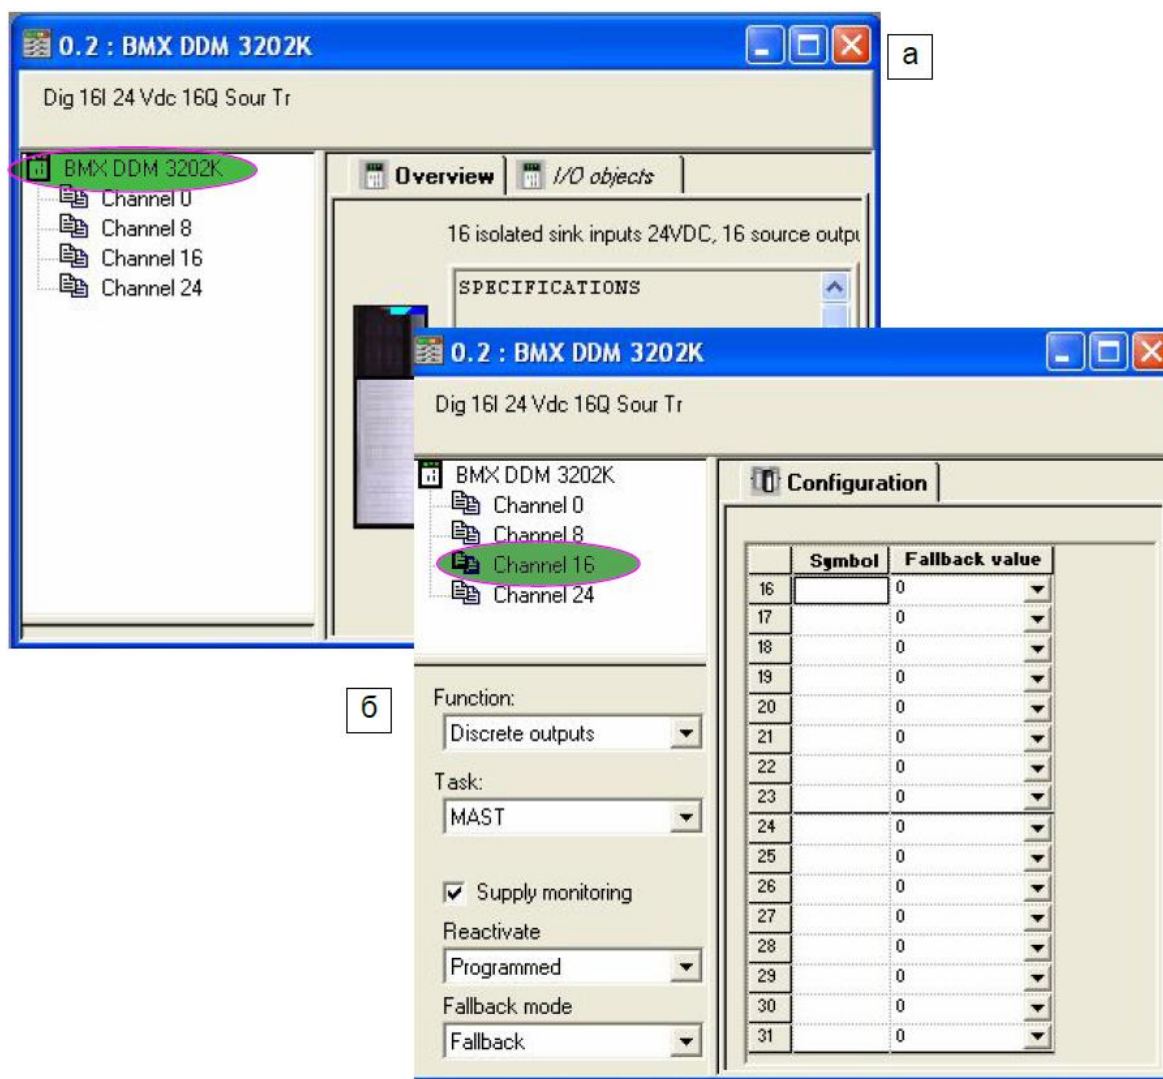 0.2 : BMX DDM 3202K
а
Dig 16I 24 Vdc 16Q Sour Tr
BMX DDM 3202K
Channel 0
Channel 8
Channel 16
Channel 24
Overview
I/O objects
16 isolated sink inputs 24VDC, 16 source outpu
SPECIFICATIONS
0.2 : BMX DDM 3202K
Dig 16I 24 Vdc 16Q Sour Tr
BMX DDM 3202K
Channel 0
Channel 8
Channel 16
Channel 24
б
Function:
Discrete outputs
Task:
MAST
Supply monitoring
Reactivate
Programmed
Fallback mode
Fallback
Configuration
Symbol Fallback value
16 0
17 0
18 0
19 0
20 0
21 0
22 0
23 0
24 0
25 0
26 0
27 0
28 0
29 0
30 0
31 0